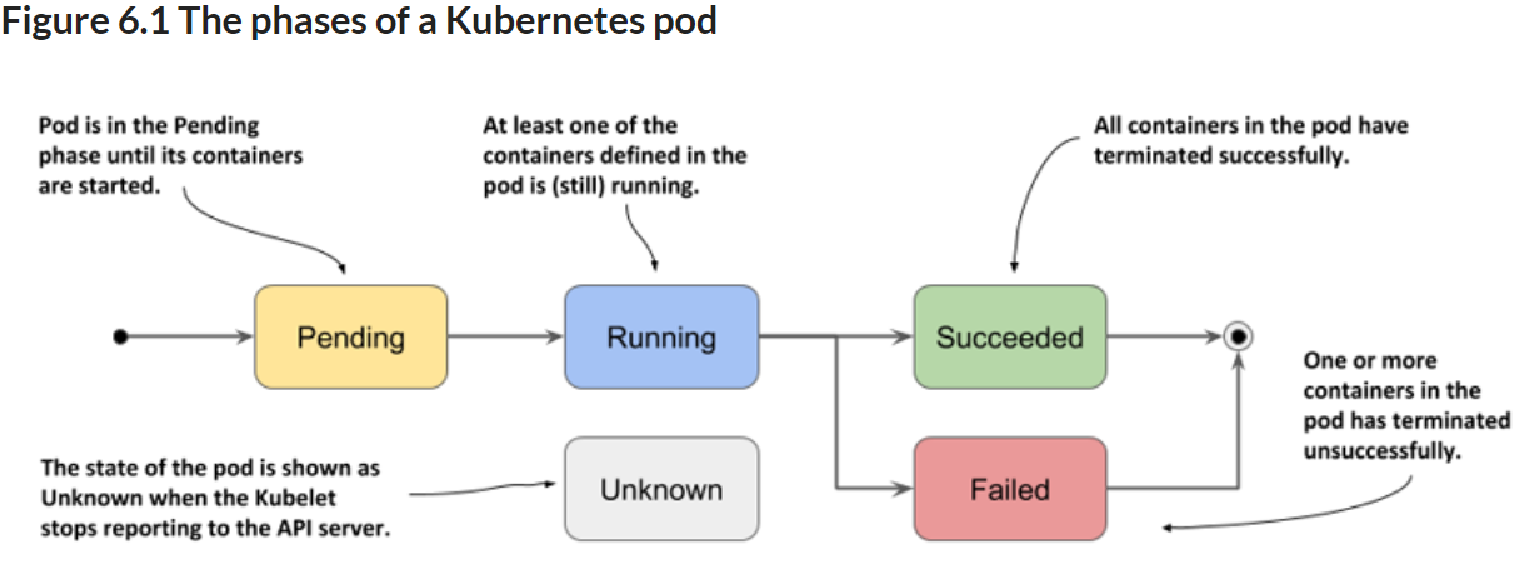 Figure 6.1 The phases of a Kubernetes pod
Pod is in the Pending
phase until its containers
are started.
At least one of the
containers defined in the
pod is (still) running.
All containers in the pod have
terminated successfully.
Pending
Running
Succeeded
One or more
containers in the
pod has terminated
unsuccessfully.
The state of the pod is shown as
Unknown when the Kubelet
stops reporting to the API server.
Unknown
Failed